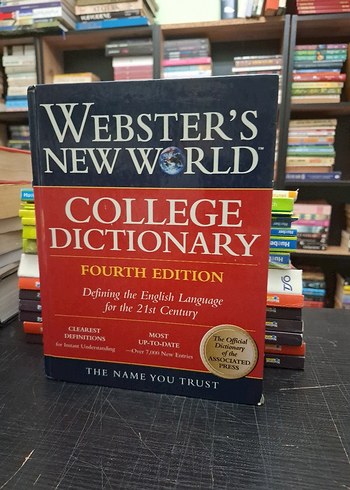 WEBSTER'S
NEW WORLD™
COLLEGE
DICTIONARY
FOURTH EDITION
Defining the English Language
for the 21st Century
CLEAREST
DEFINITIONS
for Instant Understanding
MOST
UP-TO-DATE
—Over 7,000 New Entries
The Official
Dictionary
of the
ASSOCIATED
PRESS
THE NAME YOU TRUST